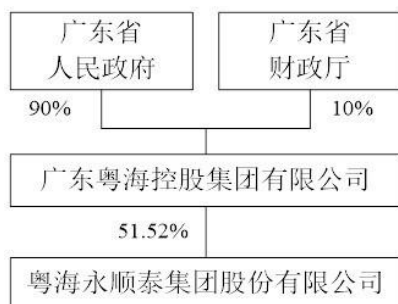 广东省
人民政府
广东省
财政厅
90%
10%
广东粤海控股集团有限公司
51.52%
粤海永顺泰集团股份有限公司